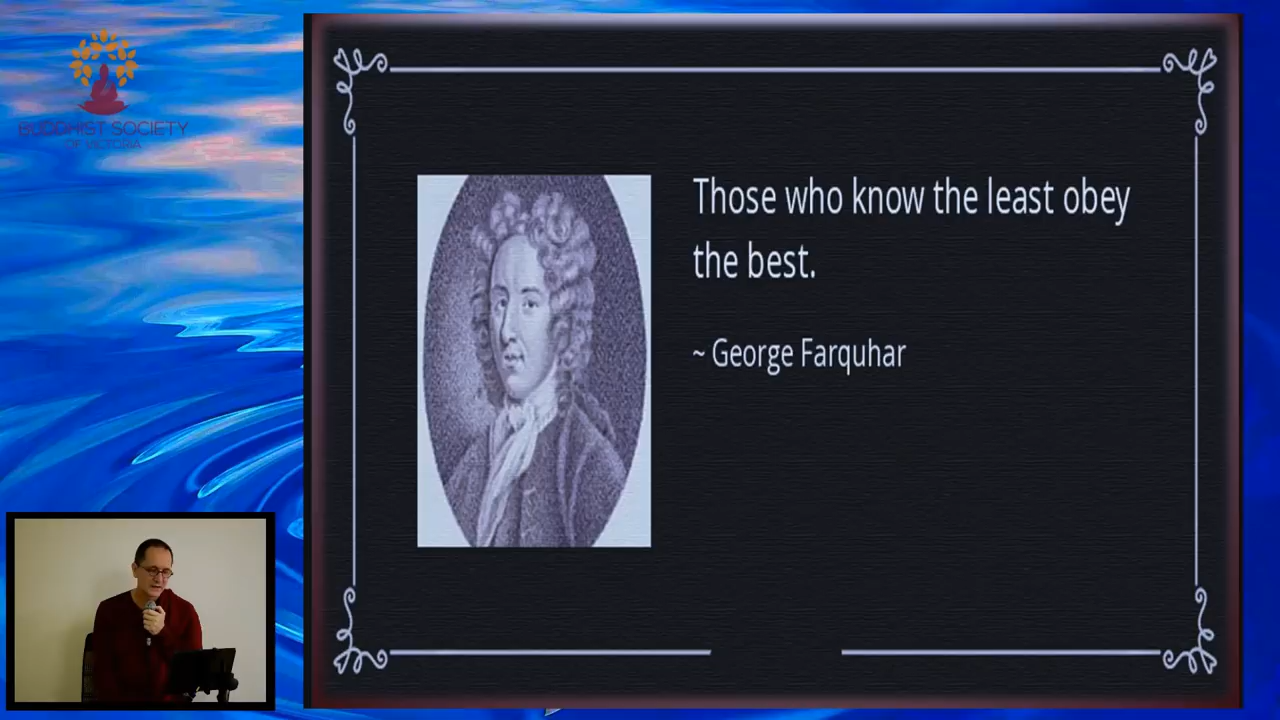 BUDDHIST SOCIETY
OF VICTORIA
Those who know the least obey
the best.
~ George Farquhar